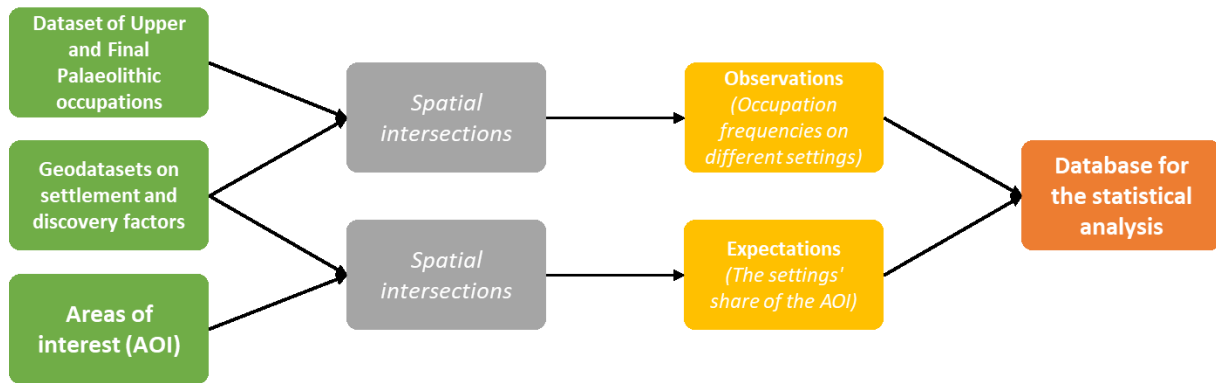 Dataset of Upper
and Final
Palaeolithic
occupations
Geodatasets on
settlement and
discovery factors
Areas of
interest (AOI)
Spatial
intersections
Spatial
intersections
Observations
(Occupation
frequencies on
different settings)
Expectations
(The settings'
share of the AOI)
Database for
the statistical
analysis